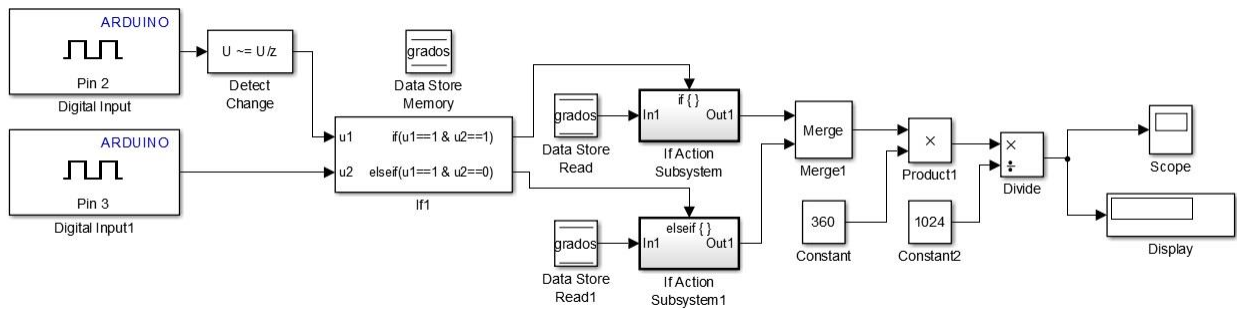 ARDUINO
Pin 2
Digital Input
U ~= U/z
Detect
Change
grados
Data Store
Memory
ARDUINO
Pin 3
Digital Input1
u1
if(u1==1 & u2==1)
u2
elseif(u1==1 & u2==0)
If1
grados
Data Store
Read
if { }
In1
Out1
If Action
Subsystem
grados
Data Store
Read1
elseif { }
In1
Out1
If Action
Subsystem1
Merge
Merge1
×
Product1
360
Constant
1024
Constant2
×
÷
Divide
Scope
Display